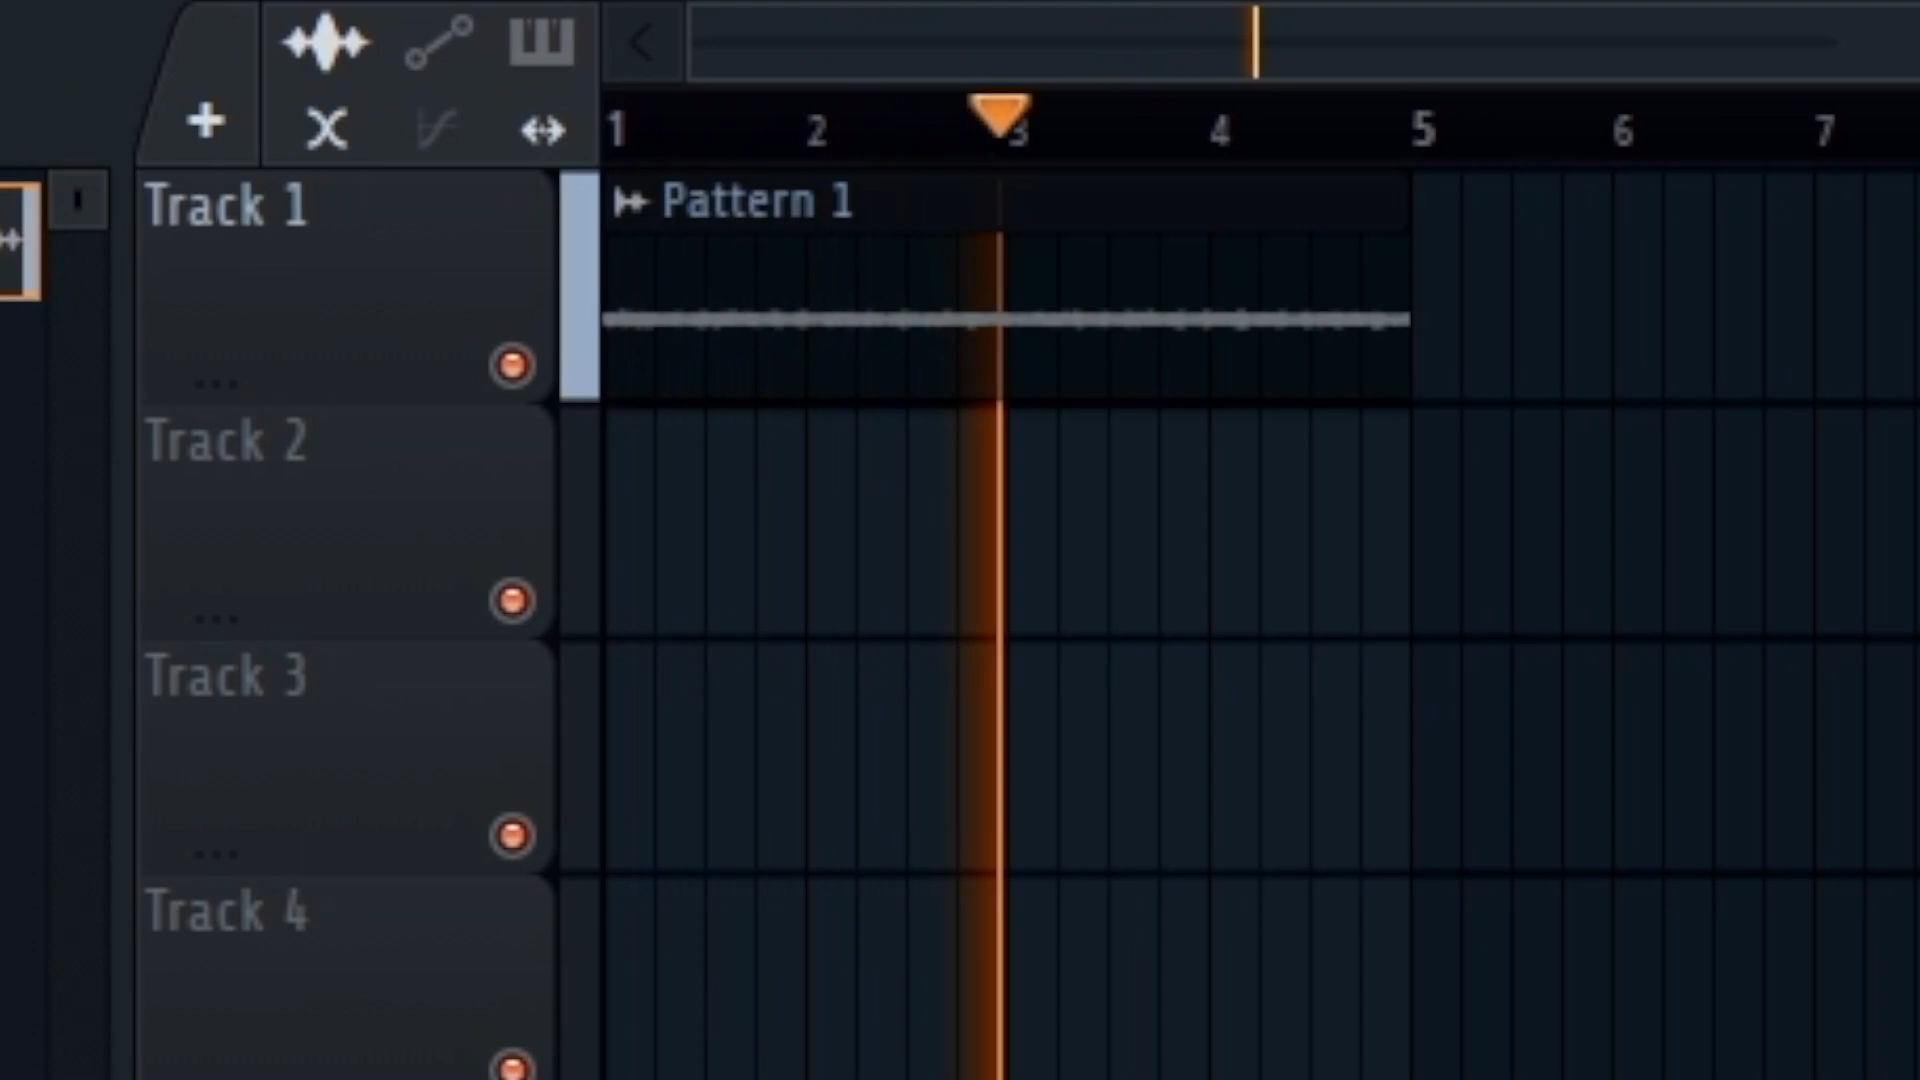 1 2 3 4 5 6 7
Track 1
Pattern 1
Track 2
Track 3
Track 4